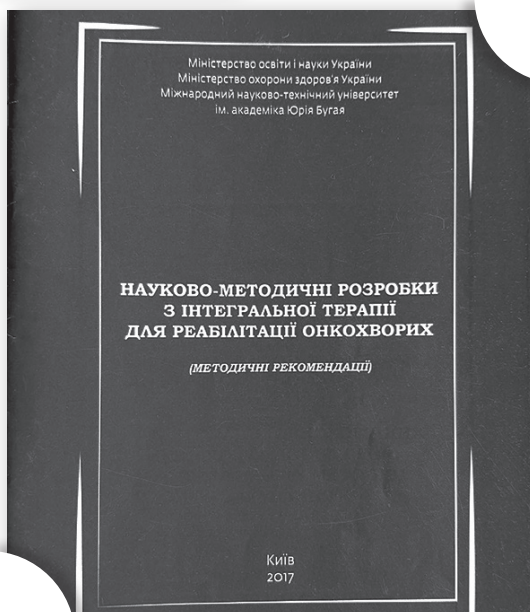 Міністерство освіти і науки України
Міністерство охорони здоров'я України
Міжнародний науково-технічний університет
ім. академіка Юрія Бугая
НАУКОВО-МЕТОДИЧНІ РОЗРОБКИ
З ІНТЕГРАЛЬНОЇ ТЕРАПІЇ
ДЛЯ РЕАБІЛІТАЦІЇ ОНКОХВОРИХ
(МЕТОДИЧНІ РЕКОМЕНДАЦІЇ)
Київ
2017